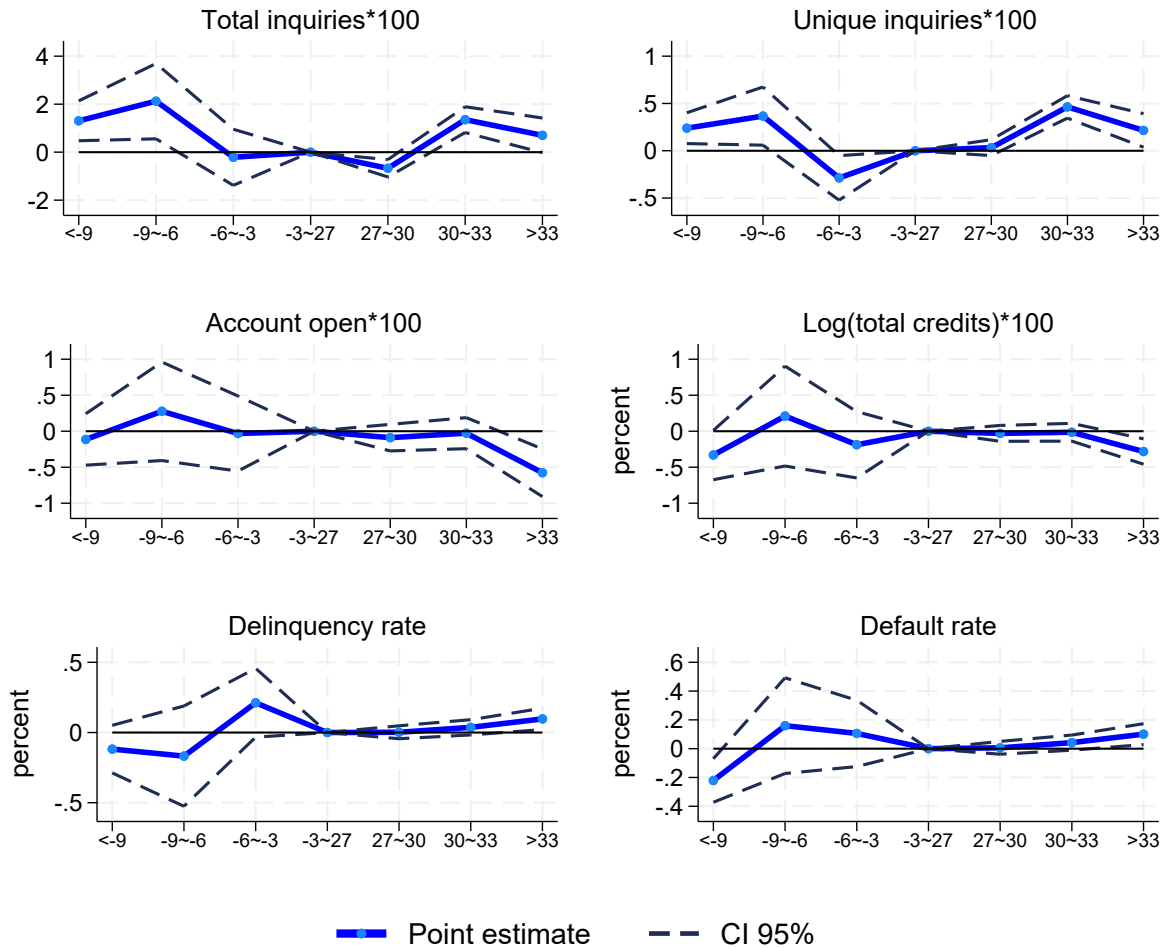 Total inquiries*100
4
2
0
-2
<-9 -9~-6 -6~-3 -3~27 27~30 30~33 >33
Unique inquiries*100
1
.5
0
-.5
<-9 -9~-6 -6~-3 -3~27 27~30 30~33 >33
Account open*100
1
.5
0
-.5
-1
<-9 -9~-6 -6~-3 -3~27 27~30 30~33 >33
Log(total credits)*100
percent
1
.5
0
-.5
-1
<-9 -9~-6 -6~-3 -3~27 27~30 30~33 >33
Delinquency rate
percent
.5
0
-.5
<-9 -9~-6 -6~-3 -3~27 27~30 30~33 >33
Default rate
percent
.6
.4
.2
0
-.2
-.4
<-9 -9~-6 -6~-3 -3~27 27~30 30~33 >33
Point estimate CI 95%